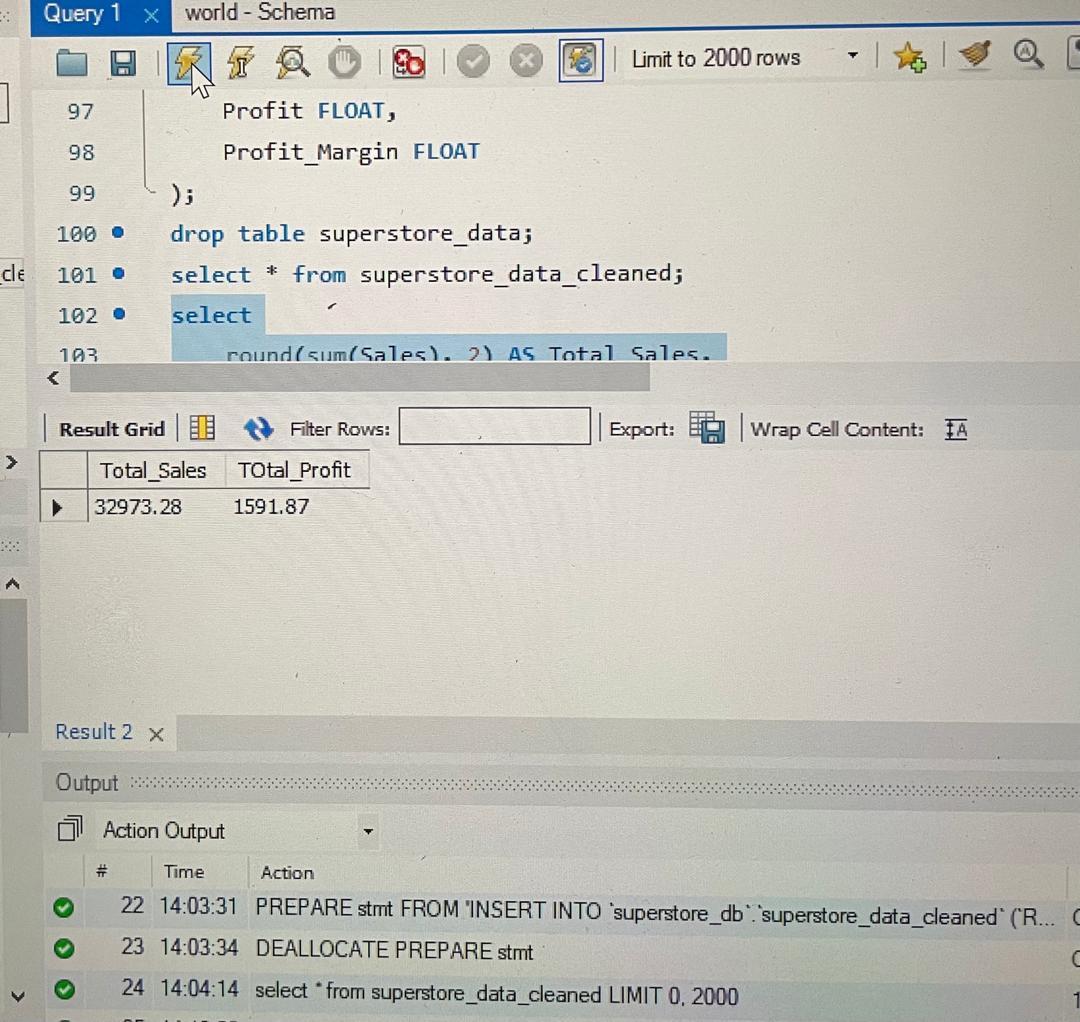 Query 1 × world - Schema
Limit to 2000 rows
97 Profit FLOAT,
98 Profit_Margin FLOAT
99 );
100 drop table superstore_data;
_cle
101 select * from superstore_data_cleaned;
102 select
103 round(sum(Sales), 2) AS Total_Sales,
Result Grid Filter Rows: Export: Wrap Cell Content: IA
Total_Sales TOtal_Profit
32973.28 1591.87
Result 2 ×
Output
Action Output
# Time Action
22 14:03:31 PREPARE stmt FROM 'INSERT INTO `superstore_db`.`superstore_data_cleaned` (`R...
23 14:03:34 DEALLOCATE PREPARE stmt
24 14:04:14 select * from superstore_data_cleaned LIMIT 0, 2000